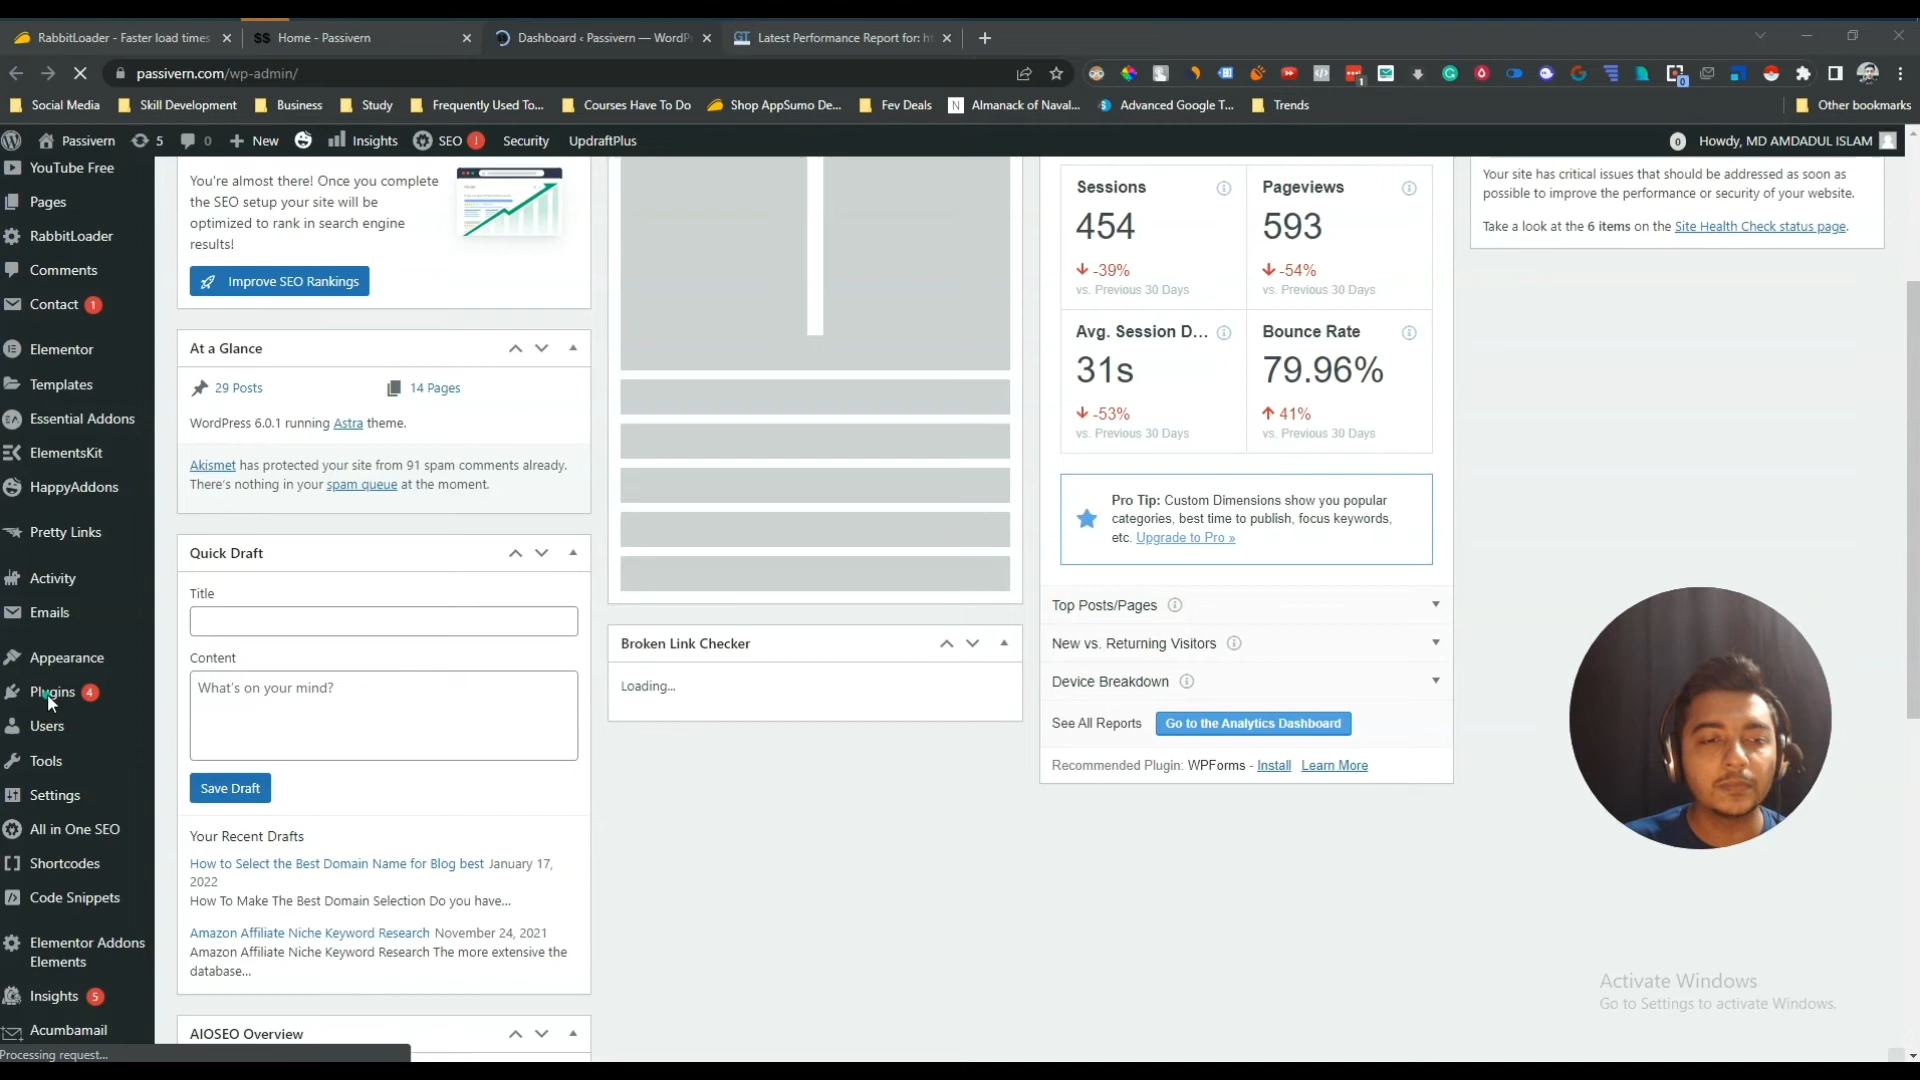 RabbitLoader - Faster load times
Home - Passivern
Dashboard ‹ Passivern — WordP
Latest Performance Report for: h
passivern.com/wp-admin/
Social Media
Skill Development
Business
Study
Frequently Used To...
Courses Have To Do
Shop AppSumo De...
Fev Deals
Almanack of Naval...
Advanced Google T...
Trends
Other bookmarks
Passivern
5
0
New
Insights
SEO
Security
UpdraftPlus
0
Howdy, MD AMDADUL ISLAM
YouTube Free
Pages
RabbitLoader
Comments
Contact 1
Elementor
Templates
Essential Addons
ElementsKit
HappyAddons
Pretty Links
Activity
Emails
Appearance
Plugins 4
Users
Tools
Settings
All in One SEO
Shortcodes
Code Snippets
Elementor Addons
Elements
Insights 5
Acumbamail
Processing request...
You're almost there! Once you complete
the SEO setup your site will be
optimized to rank in search engine
results!
Improve SEO Rankings
At a Glance
29 Posts
14 Pages
WordPress 6.0.1 running Astra theme.
Akismet has protected your site from 91 spam comments already.
There's nothing in your spam queue at the moment.
Quick Draft
Title
Content
What's on your mind?
Save Draft
Your Recent Drafts
How to Select the Best Domain Name for Blog best January 17,
2022
How To Make The Best Domain Selection Do you have...
Amazon Affiliate Niche Keyword Research November 24, 2021
Amazon Affiliate Niche Keyword Research The more extensive the
database...
AIOSEO Overview
Broken Link Checker
Loading...
Sessions
454
-39%
vs. Previous 30 Days
Pageviews
593
-54%
vs. Previous 30 Days
Avg. Session D...
31s
-53%
vs. Previous 30 Days
Bounce Rate
79.96%
41%
vs. Previous 30 Days
Pro Tip: Custom Dimensions show you popular
categories, best time to publish, focus keywords,
etc. Upgrade to Pro »
Top Posts/Pages
New vs. Returning Visitors
Device Breakdown
See All Reports
Go to the Analytics Dashboard
Recommended Plugin: WPForms - Install Learn More
Your site has critical issues that should be addressed as soon as
possible to improve the performance or security of your website.
Take a look at the 6 items on the Site Health Check status page.
Activate Windows
Go to Settings to activate Windows.